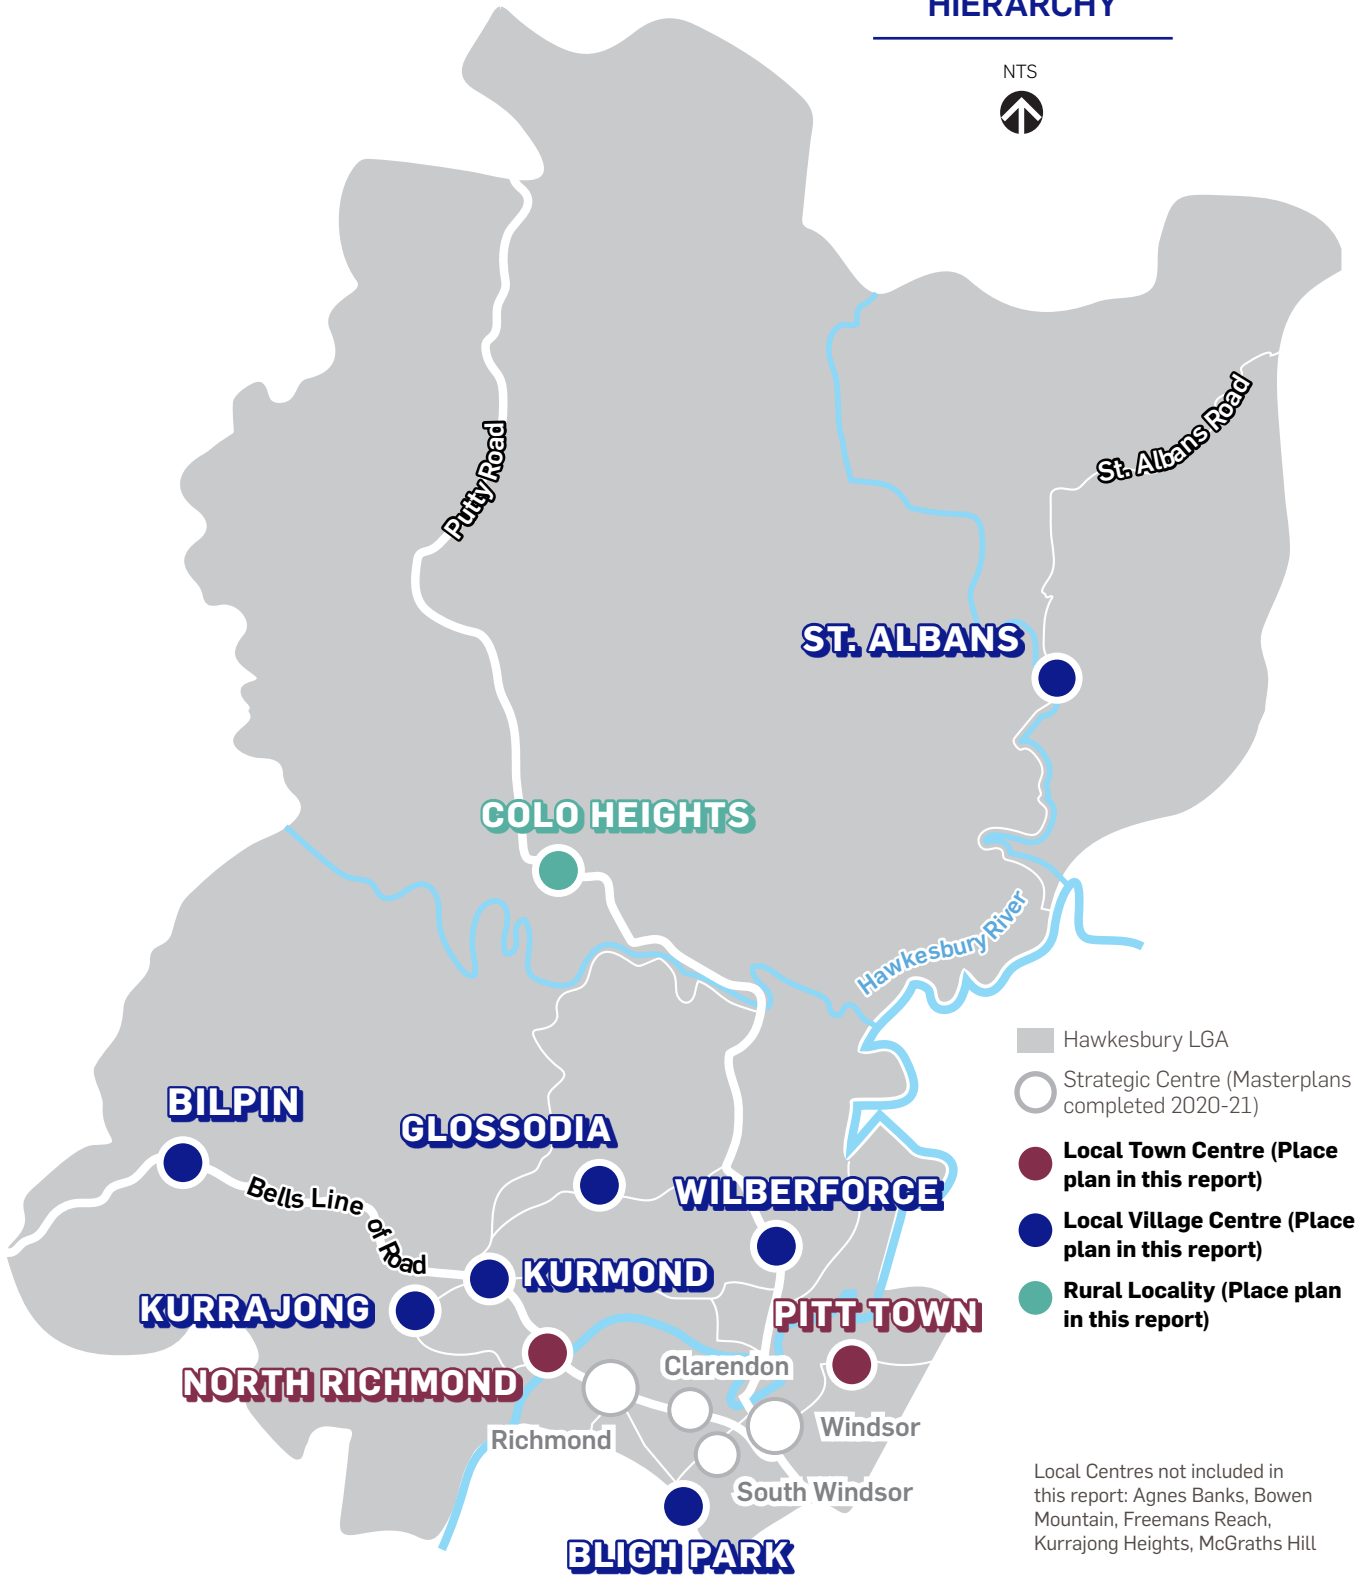 HIERARCHY
NTS
Putty Road
St. Albans Road
ST. ALBANS
COLO HEIGHTS
Hawkesbury River
Hawkesbury LGA
Strategic Centre (Masterplans
completed 2020-21)
Local Town Centre (Place
plan in this report)
Local Village Centre (Place
plan in this report)
Rural Locality (Place plan
in this report)
BILPIN
GLOSSODIA
WILBERFORCE
Bells Line of Road
KURMOND
KURRAJONG
PITT TOWN
NORTH RICHMOND
Clarendon
Richmond
Windsor
South Windsor
BLIGH PARK
Local Centres not included in
this report: Agnes Banks, Bowen
Mountain, Freemans Reach,
Kurrajong Heights, McGraths Hill